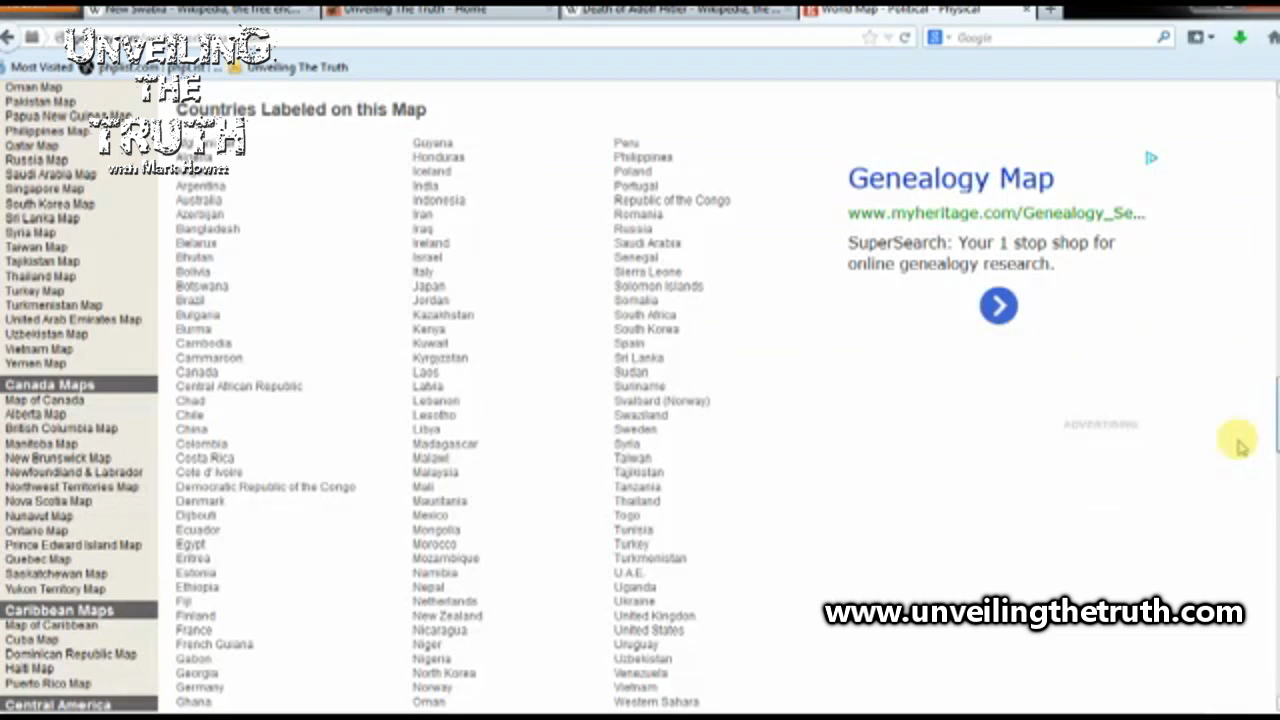 New Swabia - Wikipedia, the free enc...
Unveiling The Truth - Home
Death of Adolf Hitler - Wikipedia, the ...
World Map - Political - Physical
Google
Most Visited
phplist.com | phpList | ...
Unveiling The Truth
UNVEILING
THE
TRUTH
with Mark Howitt
Oman Map
Pakistan Map
Papua New Guinea Map
Philippines Map
Qatar Map
Russia Map
Saudi Arabia Map
Singapore Map
South Korea Map
Sri Lanka Map
Syria Map
Taiwan Map
Tajikistan Map
Thailand Map
Turkey Map
Turkmenistan Map
United Arab Emirates Map
Uzbekistan Map
Vietnam Map
Yemen Map
Canada Maps
Map of Canada
Alberta Map
British Columbia Map
Manitoba Map
New Brunswick Map
Newfoundland & Labrador
Northwest Territories Map
Nova Scotia Map
Nunavut Map
Ontario Map
Prince Edward Island Map
Quebec Map
Saskatchewan Map
Yukon Territory Map
Caribbean Maps
Map of Caribbean
Cuba Map
Dominican Republic Map
Haiti Map
Puerto Rico Map
Central America
Countries Labeled on this Map
Argentina
Australia
Azerbijan
Bangladesh
Belarus
Bhutan
Bolivia
Botswana
Brazil
Bulgaria
Burma
Cambodia
Cammaroon
Canada
Central African Republic
Chad
Chile
China
Colombia
Costa Rica
Cote d' Ivoire
Democratic Republic of the Congo
Denmark
Djibouti
Ecuador
Egypt
Eritrea
Estonia
Ethiopia
Fiji
Finland
France
French Guiana
Gabon
Georgia
Germany
Ghana
Guyana
Honduras
Iceland
India
Indonesia
Iran
Iraq
Ireland
Israel
Italy
Japan
Jordan
Kazakhstan
Kenya
Kuwait
Kyrgyzstan
Laos
Latvia
Lebanon
Lesotho
Libya
Madagascar
Malawi
Malaysia
Mali
Mauritania
Mexico
Mongolia
Morocco
Mozambique
Namibia
Nepal
Netherlands
New Zealand
Nicaragua
Niger
Nigeria
North Korea
Norway
Oman
Peru
Philippines
Poland
Portugal
Republic of the Congo
Romania
Russia
Saudi Arabia
Senegal
Sierra Leone
Solomon Islands
Somalia
South Africa
South Korea
Spain
Sri Lanka
Sudan
Suriname
Svalbard (Norway)
Swaziland
Sweden
Syria
Taiwan
Tajikistan
Tanzania
Thailand
Togo
Tunisia
Turkey
Turkmenistan
U.A.E.
Uganda
Ukraine
United Kingdom
United States
Uruguay
Uzbekistan
Venezuela
Vietnam
Western Sahara
Genealogy Map
www.myheritage.com/Genealogy_Se...
SuperSearch: Your 1 stop shop for
online genealogy research.
ADVERTISING
www.unveilingthetruth.com